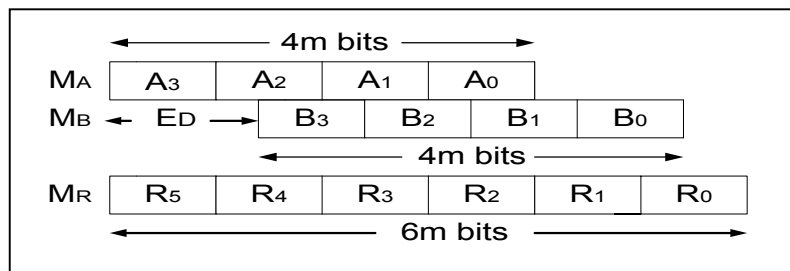 4m bits
MA A3 A2 A1 A0
MB ED B3 B2 B1 B0
4m bits
MR R5 R4 R3 R2 R1 R0
6m bits